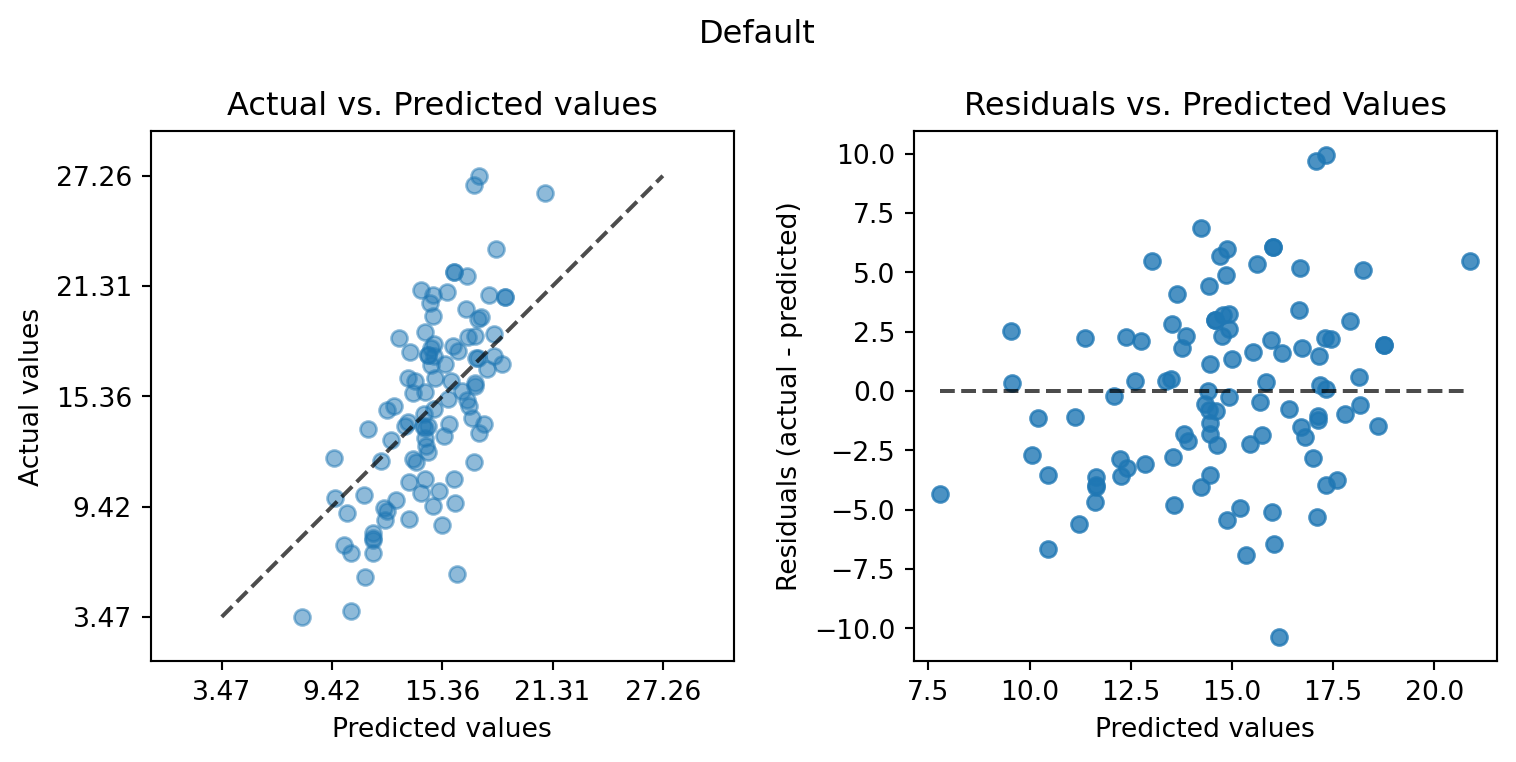 Default
Actual vs. Predicted values
Actual values
27.26
21.31
15.36
9.42
3.47
3.47 9.42 15.36 21.31 27.26
Predicted values
Residuals vs. Predicted Values
Residuals (actual - predicted)
10.0
7.5
5.0
2.5
0.0
−2.5
−5.0
−7.5
−10.0
7.5 10.0 12.5 15.0 17.5 20.0
Predicted values